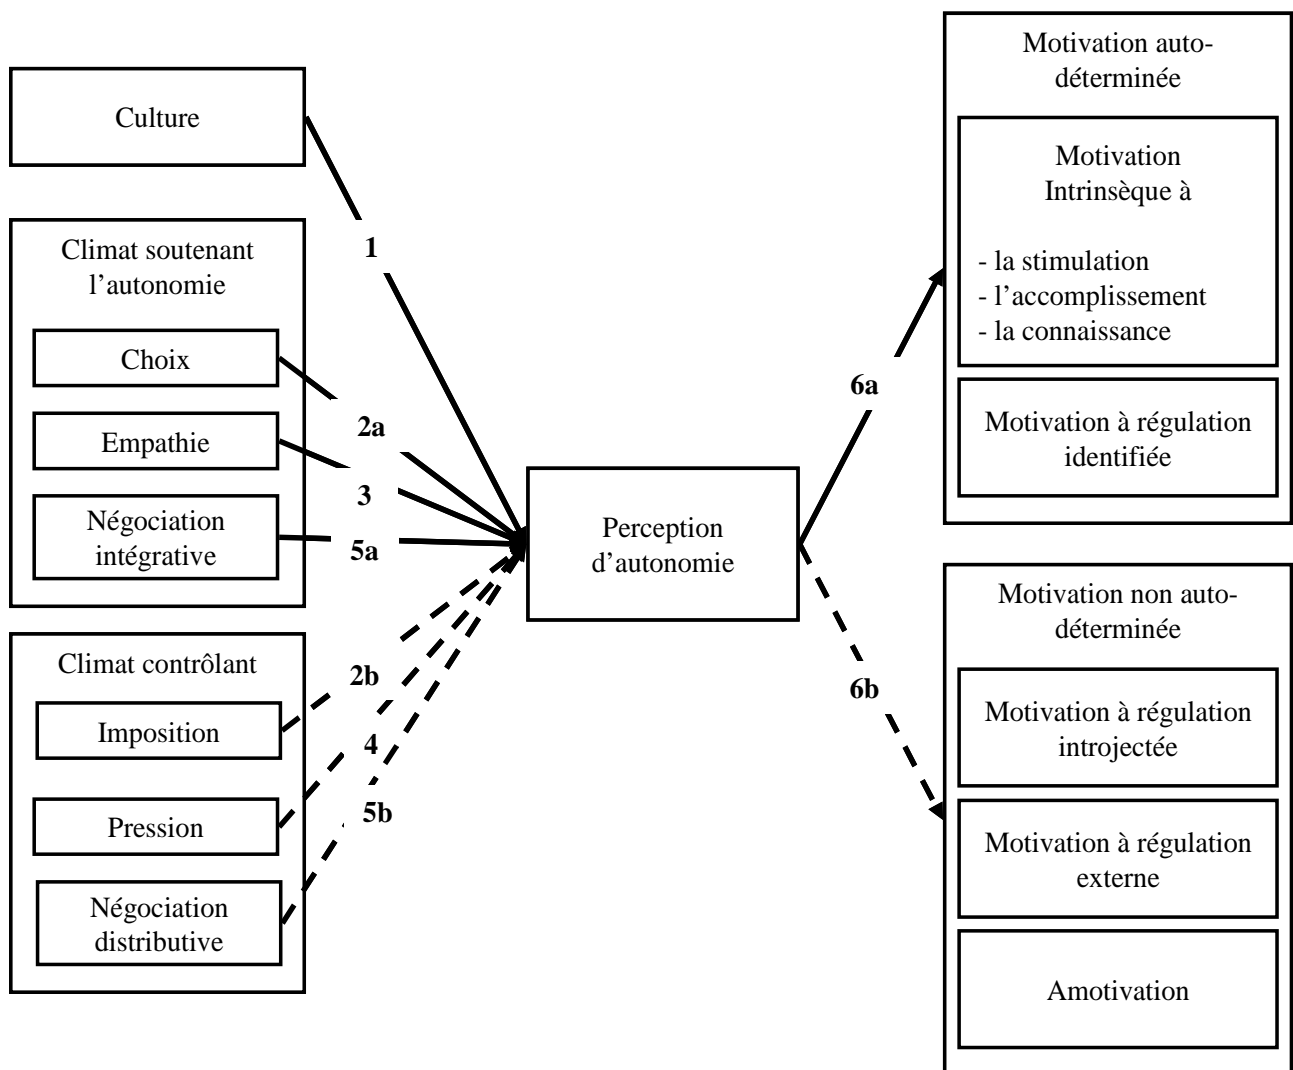 Culture
Climat soutenant
l’autonomie
Choix
Empathie
Négociation
intégrative
Climat contrôlant
Imposition
Pression
Négociation
distributive
1
2a
3
5a
2b
4
5b
Perception
d’autonomie
6a
6b
Motivation auto-
déterminée
Motivation
Intrinsèque à
- la stimulation
- l’accomplissement
- la connaissance
Motivation à régulation
identifiée
Motivation non auto-
déterminée
Motivation à régulation
introjectée
Motivation à régulation
externe
Amotivation